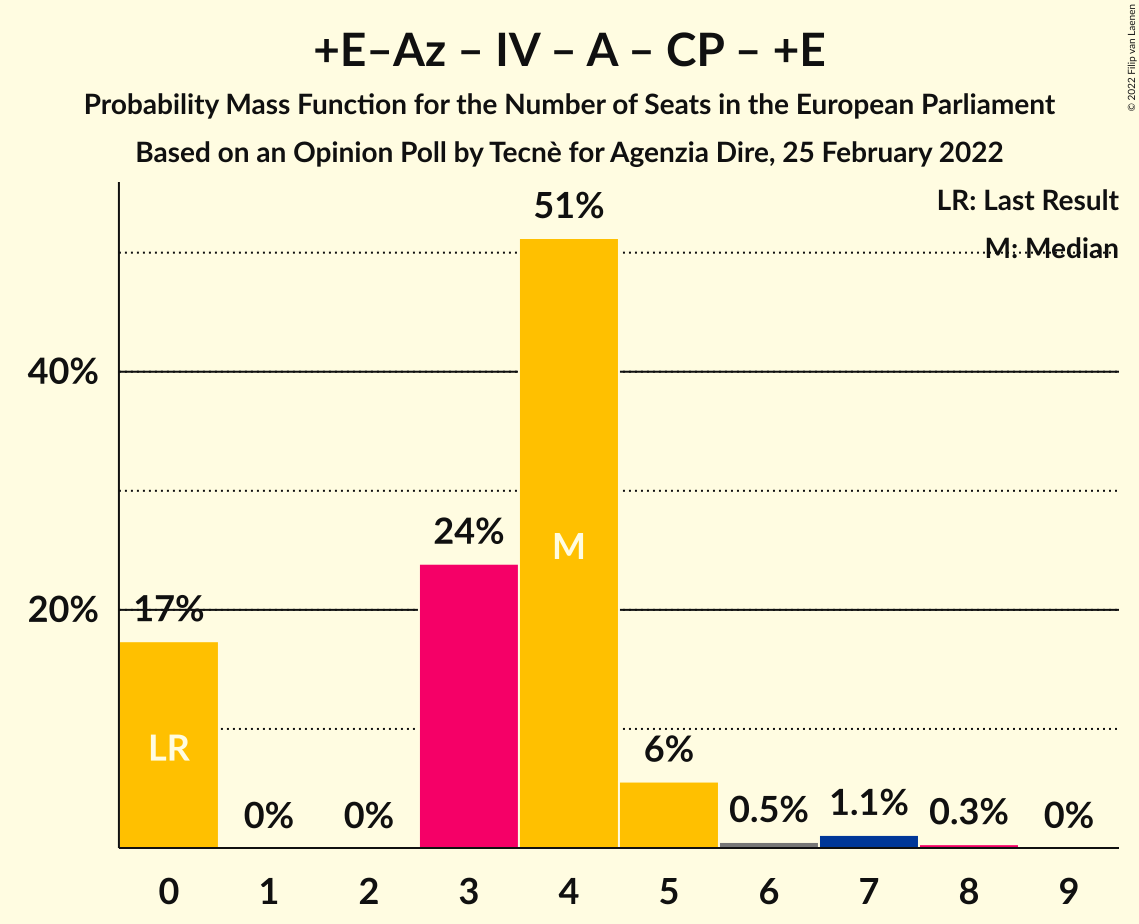 +E–Az – IV – A – CP – +E
Probability Mass Function for the Number of Seats in the European Parliament
Based on an Opinion Poll by Tecnè for Agenzia Dire, 25 February 2022
© 2022 Filip van Laenen
LR: Last Result
M: Median
51%
40%
24%
M
20%
17%
LR
6%
0%
0%
0.5%
1.1%
0.3%
0%
0 1 2 3 4 5 6 7 8 9